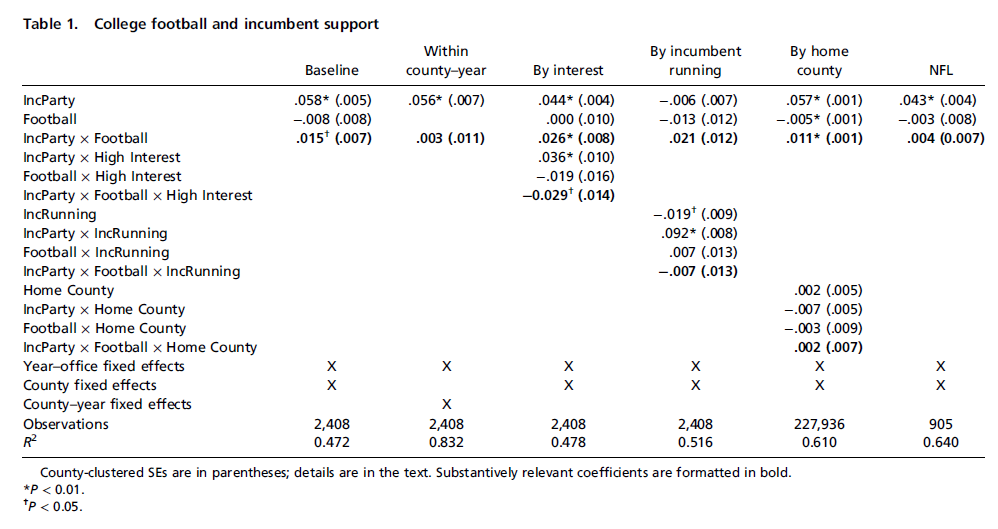 Table 1. College football and incumbent support
Within By incumbent By home
Baseline county–year By interest running county NFL
IncParty .058* (.005) .056* (.007) .044* (.004) −.006 (.007) .057* (.001) .043* (.004)
Football −.008 (.008) .000 (.010) −.013 (.012) −.005* (.001) −.003 (.008)
IncParty × Football .015† (.007) .003 (.011) .026* (.008) .021 (.012) .011* (.001) .004 (0.007)
IncParty × High Interest .036* (.010)
Football × High Interest −.019 (.016)
IncParty × Football × High Interest −0.029† (.014)
IncRunning −.019† (.009)
IncParty × IncRunning .092* (.008)
Football × IncRunning .007 (.013)
IncParty × Football × IncRunning −.007 (.013)
Home County .002 (.005)
IncParty × Home County −.007 (.005)
Football × Home County −.003 (.009)
IncParty × Football × Home County .002 (.007)
Year–office fixed effects X X X X X X
County fixed effects X X X X X
County–year fixed effects X
Observations 2,408 2,408 2,408 2,408 227,936 905
R2 0.472 0.832 0.478 0.516 0.610 0.640
County-clustered SEs are in parentheses; details are in the text. Substantively relevant coefficients are formatted in bold.
*P < 0.01.
†P < 0.05.